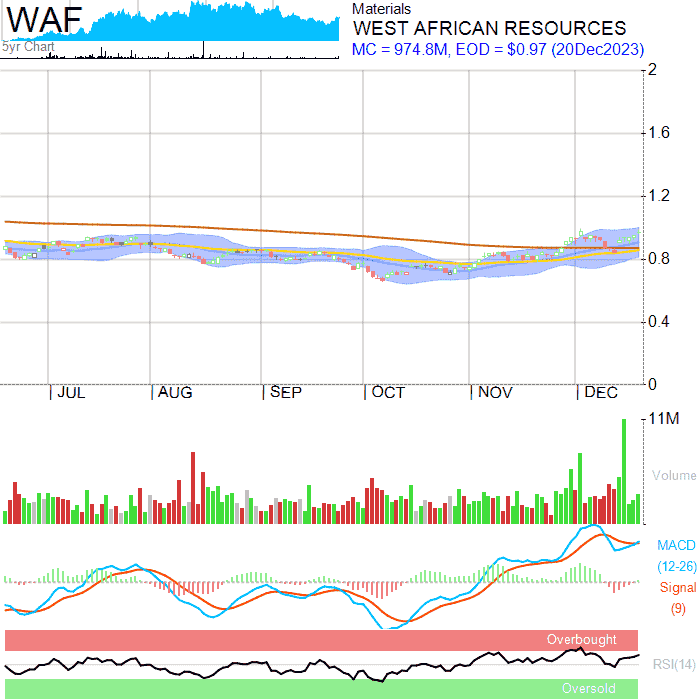 WAF
5yr Chart
Materials
WEST AFRICAN RESOURCES
MC = 974.8M, EOD = $0.97 (20Dec2023)
2
1.6
1.2
0.8
0.4
0
JUL AUG SEP OCT NOV DEC
11M
Volume
MACD
(12-26)
Signal
(9)
Overbought
RSI(14)
Oversold